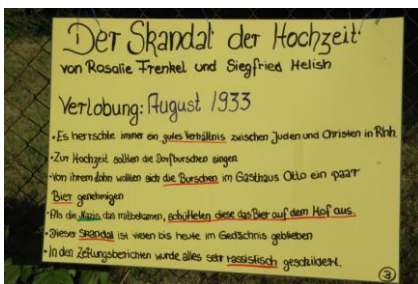 Der Skandal der Hochzeit
von Rosalie Frenkel und Siegfried Helish
Verlobung: August 1933
• Es herrschte immer ein gutes Verhältnis zwischen Juden und Christen in Rhh.
• Zur Hochzeit sollten die Dorfburschen singen
• Von ihrem Lohn wollten sich die Burschen im Gasthaus Otto ein paar
Bier genehmigen
• Als die Nazis das mitbekamen, schütteten diese das Bier auf dem Hof aus.
• Dieser Skandal ist vielen bis heute im Gedächnis geblieben
• In den Zeitungsberichten wurde alles sehr rassistisch geschildert.
3